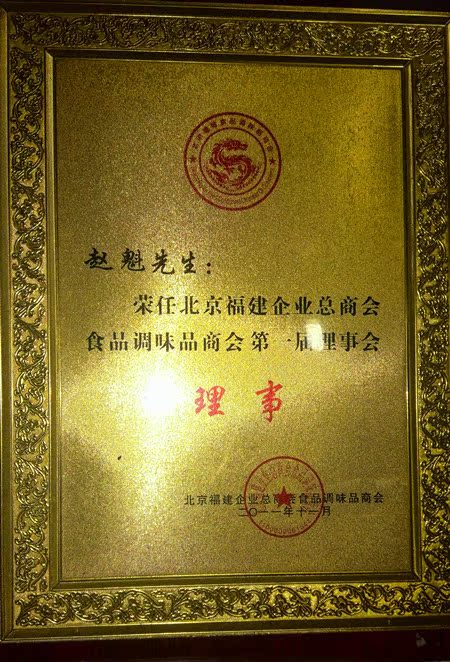 赵魁先生：
荣任北京福建企业总商会
食品调味品商会第一届理事会
理事
北京福建企业总商会食品调味品商会
二〇一一年十一月